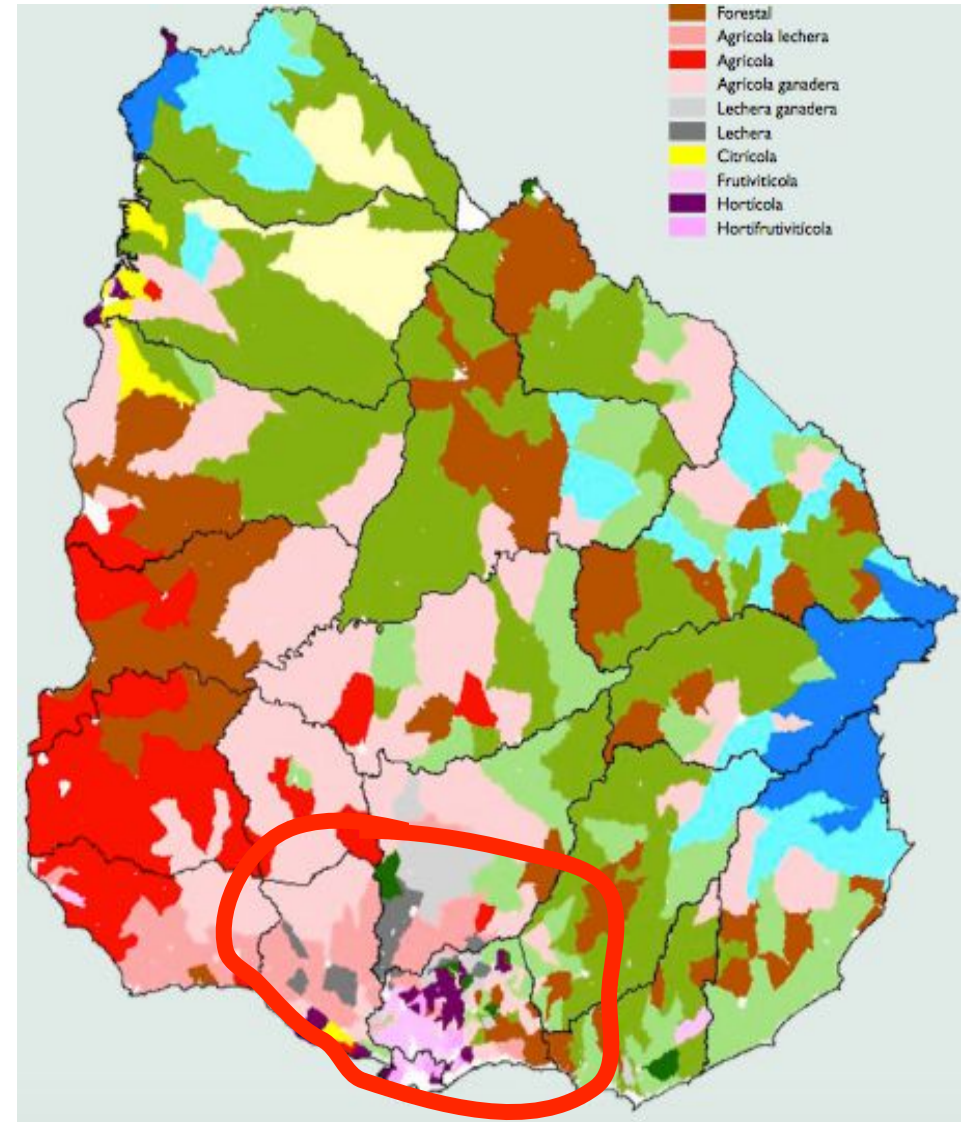 Forestal
Agrícola lechera
Agrícola
Agrícola ganadera
Lechera ganadera
Lechera
Citrícola
Frutivitícola
Hortícola
Hortifrutivitícola